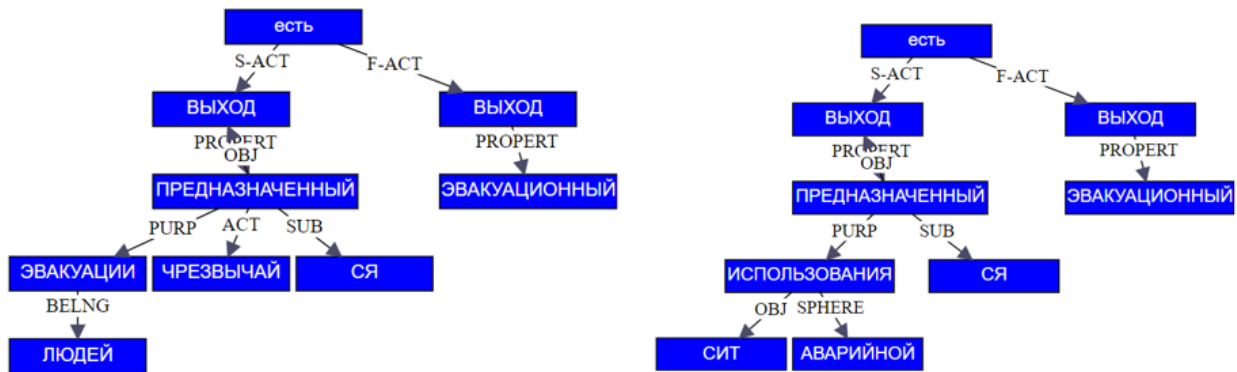 есть
S-ACT
F-ACT
ВЫХОД
ВЫХОД
PROPERT
OBJ
PROPERT
ПРЕДНАЗНАЧЕННЫЙ
ЭВАКУАЦИОННЫЙ
PURP
ACT
SUB
ЭВАКУАЦИИ
ЧРЕЗВЫЧАЙ
СЯ
BELNG
ЛЮДЕЙ
есть
S-ACT
F-ACT
ВЫХОД
ВЫХОД
PROPERT
OBJ
PROPERT
ПРЕДНАЗНАЧЕННЫЙ
ЭВАКУАЦИОННЫЙ
PURP
SUB
ИСПОЛЬЗОВАНИЯ
СЯ
OBJ
SPHERE
СИТ
АВАРИЙНОЙ